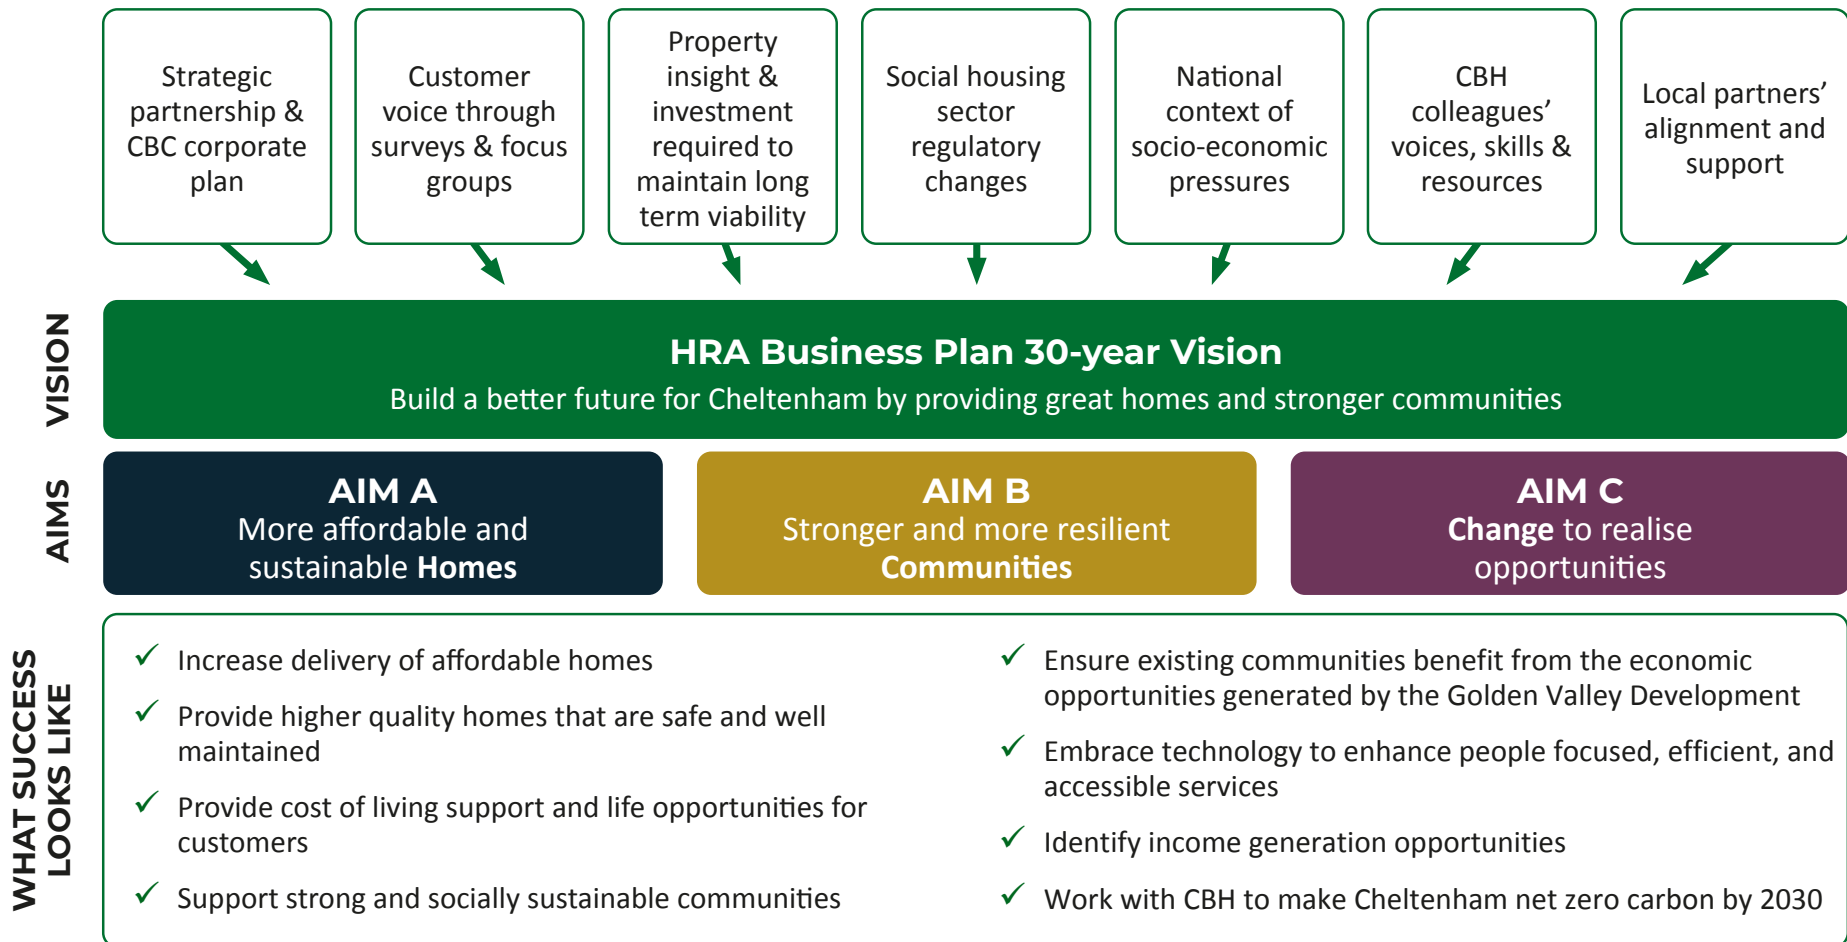 Strategic
partnership &
CBC corporate
plan
Customer
voice through
surveys & focus
groups
Property
insight &
investment
required to
maintain long
term viability
Social housing
sector
regulatory
changes
National
context of
socio-economic
pressures
CBH
colleagues’
voices, skills &
resources
Local partners’
alignment and
support
VISION
HRA Business Plan 30-year Vision
Build a better future for Cheltenham by providing great homes and stronger communities
AIMS
AIM A
More affordable and
sustainable Homes
AIM B
Stronger and more resilient
Communities
AIM C
Change to realise
opportunities
WHAT SUCCESS
LOOKS LIKE
✓ Increase delivery of affordable homes
✓ Provide higher quality homes that are safe and well
maintained
✓ Provide cost of living support and life opportunities for
customers
✓ Support strong and socially sustainable communities
✓ Ensure existing communities benefit from the economic
opportunities generated by the Golden Valley Development
✓ Embrace technology to enhance people focused, efficient, and
accessible services
✓ Identify income generation opportunities
✓ Work with CBH to make Cheltenham net zero carbon by 2030